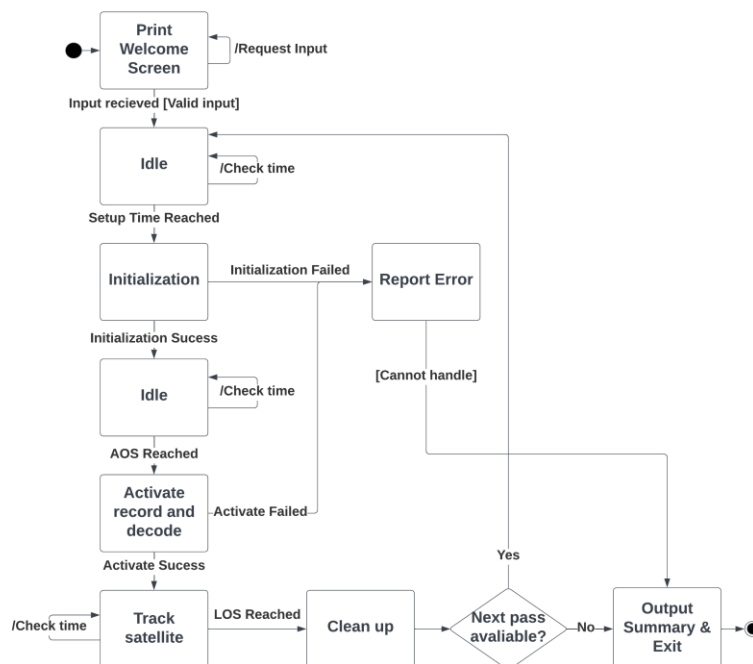 Print
Welcome
Screen
/Request Input
Input recieved [Valid input]
Idle
/Check time
Setup Time Reached
Initialization
Initialization Failed
Report Error
Initialization Sucess
Idle
/Check time
[Cannot handle]
AOS Reached
Activate
record and
decode
Activate Failed
Activate Sucess
Yes
/Check time
Track
satellite
LOS Reached
Clean up
Next pass
avaliable?
No
Output
Summary &
Exit